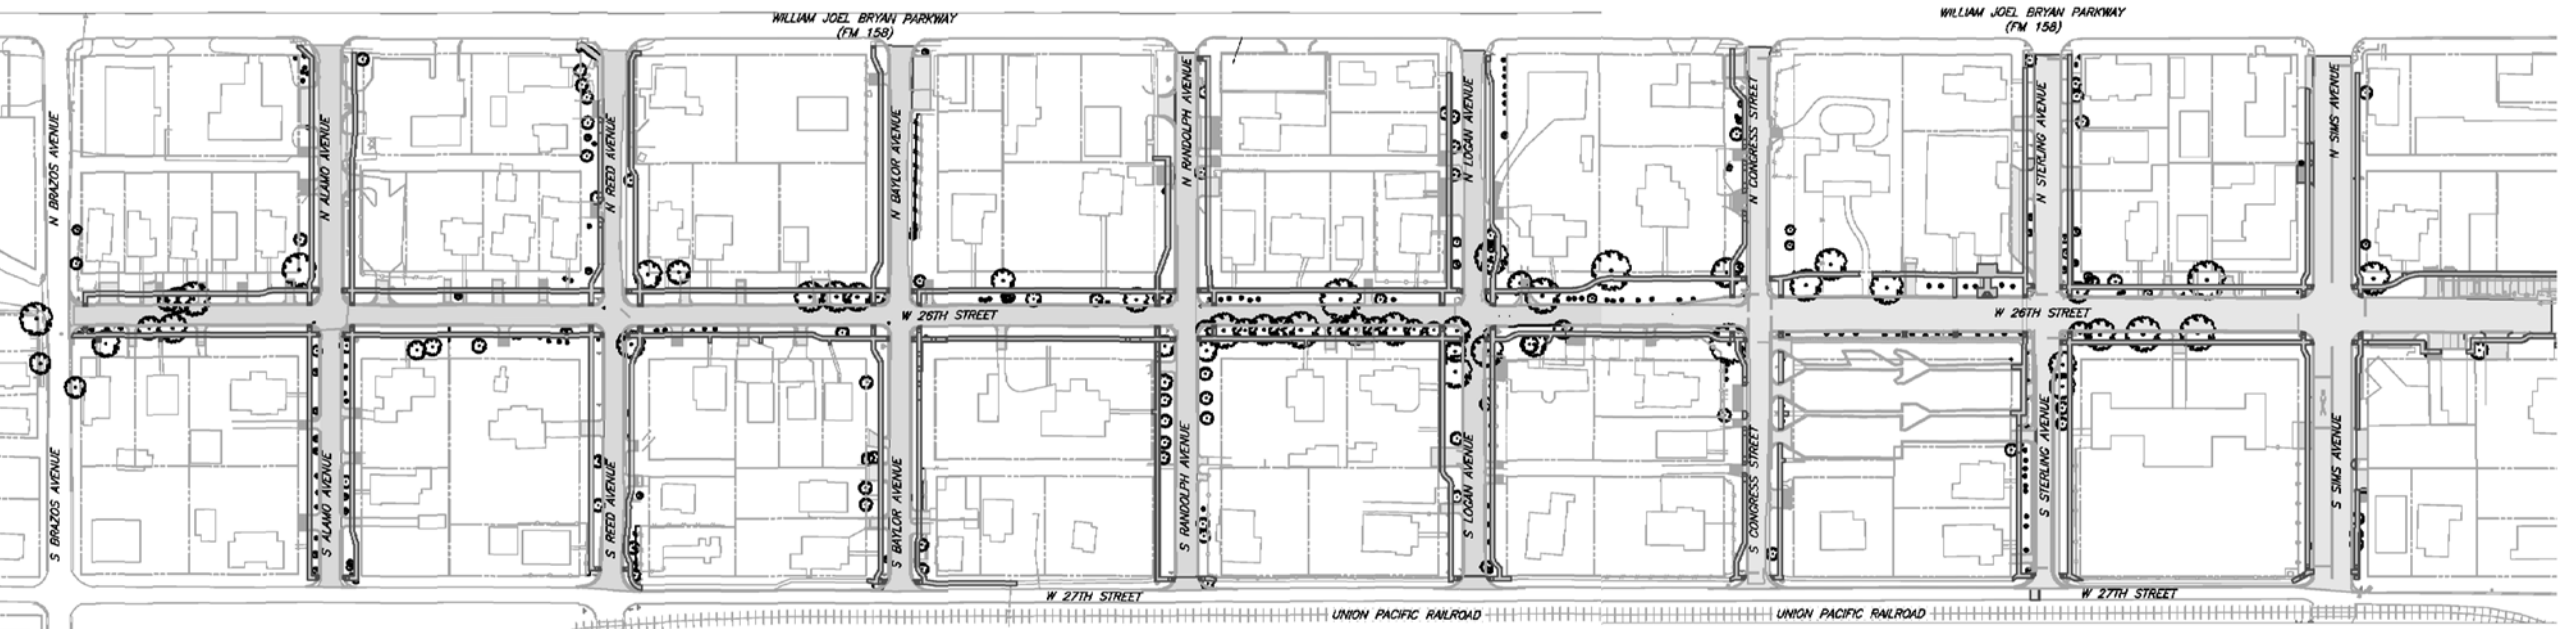 WILLIAM JOEL BRYAN PARKWAY
(FM 158)
WILLIAM JOEL BRYAN PARKWAY
(FM 158)
N BRAZOS AVENUE
N ALAMO AVENUE
N REED AVENUE
N BAYLOR AVENUE
N RANDOLPH AVENUE
N LOGAN AVENUE
N CONGRESS STREET
N STERLING AVENUE
N SIMS AVENUE
W 26TH STREET
W 26TH STREET
S BRAZOS AVENUE
S ALAMO AVENUE
S REED AVENUE
S BAYLOR AVENUE
S RANDOLPH AVENUE
S LOGAN AVENUE
S CONGRESS STREET
S STERLING AVENUE
S SIMS AVENUE
W 27TH STREET
W 27TH STREET
UNION PACIFIC RAILROAD
UNION PACIFIC RAILROAD